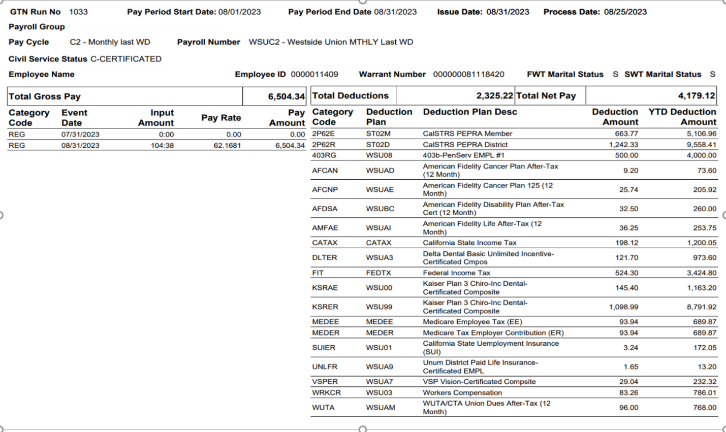 GTN Run No 1033 Pay Period Start Date: 08/01/2023 Pay Period End Date 08/31/2023 Issue Date: 08/31/2023 Process Date: 08/25/2023
Payroll Group
Pay Cycle C2 - Monthly last WD Payroll Number WSUC2 - Westside Union MTHLY Last WD
Civil Service Status C-CERTIFICATED
Employee Name Employee ID 0000011409 Warrant Number 000000081118420 FWT Marital Status S SWT Marital Status S
Total Gross Pay 6,504.34
Category Code Event Date Input Amount Pay Rate Pay Amount
REG 07/31/2023 0:00 0.00 0.00
REG 08/31/2023 104:38 62.1681 6,504.34
Total Deductions 2,325.22 Total Net Pay 4,179.12
Category Code Deduction Plan Deduction Plan Desc Deduction Amount YTD Deduction Amount
2P62E ST02M CalSTRS PEPRA Member 663.77 5,106.96
2P62R ST02D CalSTRS PEPRA District 1,242.33 9,558.41
403RG WSU08 403b-PenServ EMPL #1 500.00 4,000.00
AFCAN WSUAD American Fidelity Cancer Plan After-Tax (12 Month) 9.20 73.60
AFCNP WSUAE American Fidelity Cancer Plan 125 (12 Month) 25.74 205.92
AFDSA WSUBC American Fidelity Disability Plan After-Tax Cert (12 Month) 32.50 260.00
AMFAE WSUAI American Fidelity Life After-Tax (12 Month) 36.25 253.75
CATAX CATAX California State Income Tax 198.12 1,200.05
DLTER WSUA3 Delta Dental Basic Unlimited Incentive-Certificated Cmpos 121.70 973.60
FIT FEDTX Federal Income Tax 524.30 3,424.80
KSRAE WSU00 Kaiser Plan 3 Chiro-Inc Dental-Certificated Composite 145.40 1,163.20
KSRER WSU99 Kaiser Plan 3 Chiro-Inc Dental-Certificated Composite 1,098.99 8,791.92
MEDEE MEDEE Medicare Employee Tax (EE) 93.94 689.87
MEDER MEDER Medicare Tax Employer Contribution (ER) 93.94 689.87
SUIER WSU01 California State Uemployment Insurance (SUI) 3.24 172.05
UNLFR WSUA9 Unum District Paid Life Insurance-Certificated EMPL 1.65 13.20
VSPER WSUA7 VSP Vision-Certificated Compsite 29.04 232.32
WRKCR WSU03 Workers Compensation 83.26 786.01
WUTA WSUAM WUTA/CTA Union Dues After-Tax (12 Month) 96.00 768.00